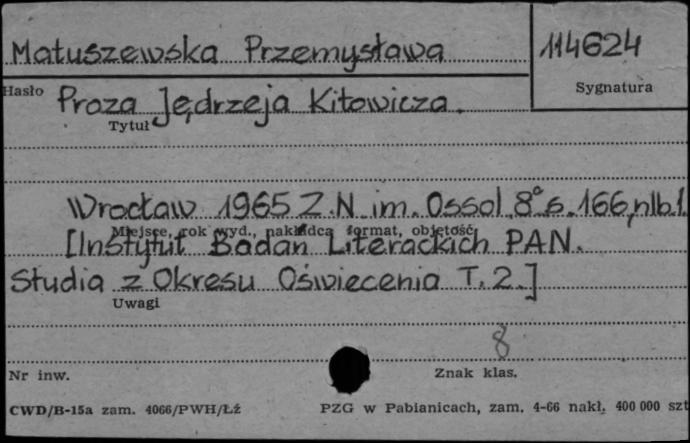 Matuszewska Przemysława 114624
Hasło Sygnatura
Proza Jędrzeja Kitowicza.
Tytuł
Wrocław 1965 Z.N. im. Ossol. 8° s. 166, nlb. 1.
Miejsce, rok wyd., nakładca format, objętość
[Instytut Badań Literackich PAN.
Studia z Okresu Oświecenia T. 2.]
Uwagi
8
Nr inw. Znak klas.
CWD/B-15a zam. 4066/PWH/Łź PZG w Pabianicach, zam. 4-66 nakł. 400 000 szt